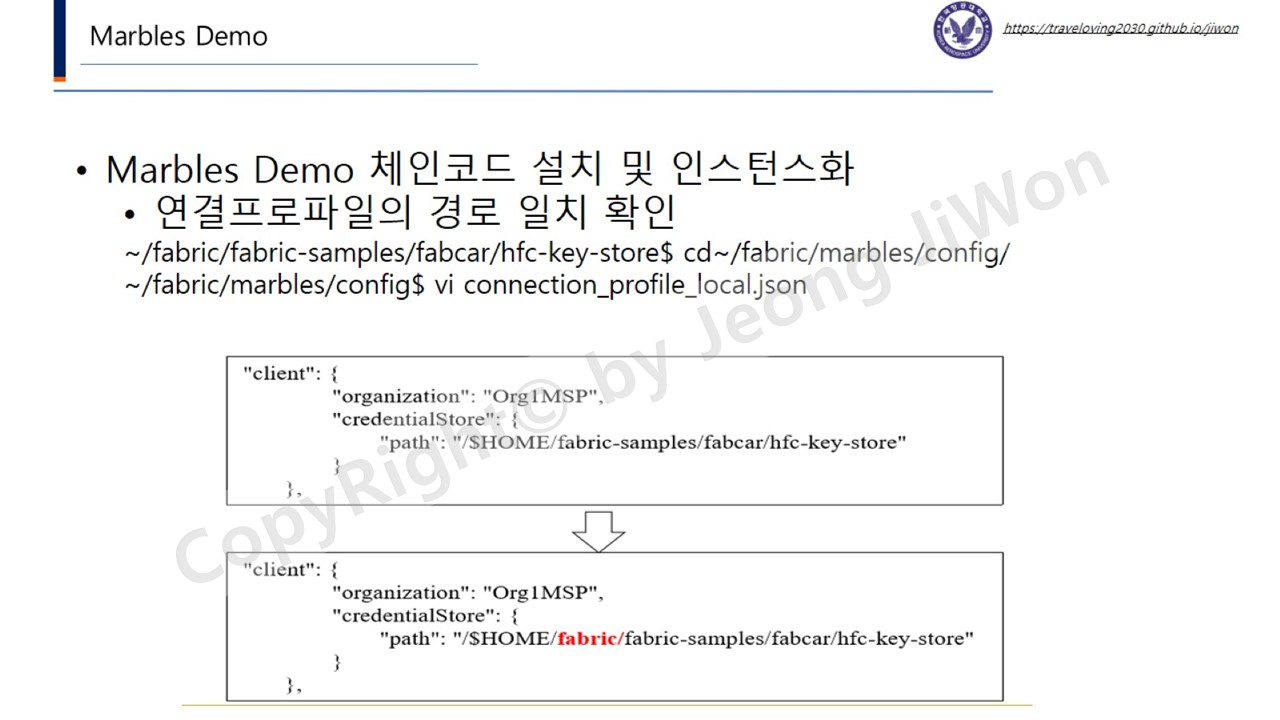 Marbles Demo
https://traveloving2030.github.io/jiwon
• Marbles Demo 체인코드 설치 및 인스턴스화
• 연결프로파일의 경로 일치 확인
~/fabric/fabric-samples/fabcar/hfc-key-store$ cd~/fabric/marbles/config/
~/fabric/marbles/config$ vi connection_profile_local.json
"client": {
"organization": "Org1MSP",
"credentialStore": {
"path": "/$HOME/fabric-samples/fabcar/hfc-key-store"
}
},
"client": {
"organization": "Org1MSP",
"credentialStore": {
"path": "/$HOME/fabric/fabric-samples/fabcar/hfc-key-store"
}
},
CopyRight© by Jeong JiWon